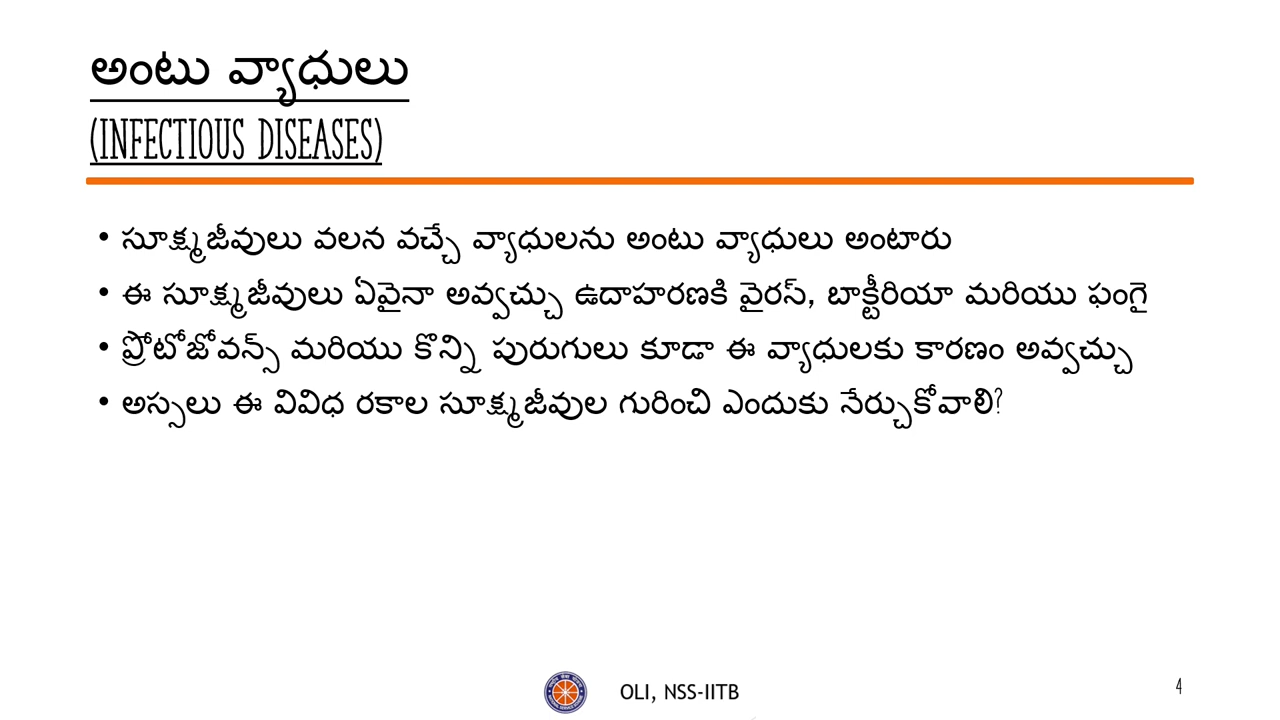 అంటు వ్యాధులు
(INFECTIOUS DISEASES)
• సూక్ష్మజీవులు వలన వచ్చే వ్యాధులను అంటు వ్యాధులు అంటారు
• ఈ సూక్ష్మజీవులు ఏవైనా అవ్వచ్చు ఉదాహరణకి వైరస్, బాక్టీరియా మరియు ఫంగై
• ప్రోటోజోవన్స్ మరియు కొన్ని పురుగులు కూడా ఈ వ్యాధులకు కారణం అవ్వచ్చు
• అస్సలు ఈ వివిధ రకాల సూక్ష్మజీవుల గురించి ఎందుకు నేర్చుకోవాలి?
OLI, NSS-IITB
4